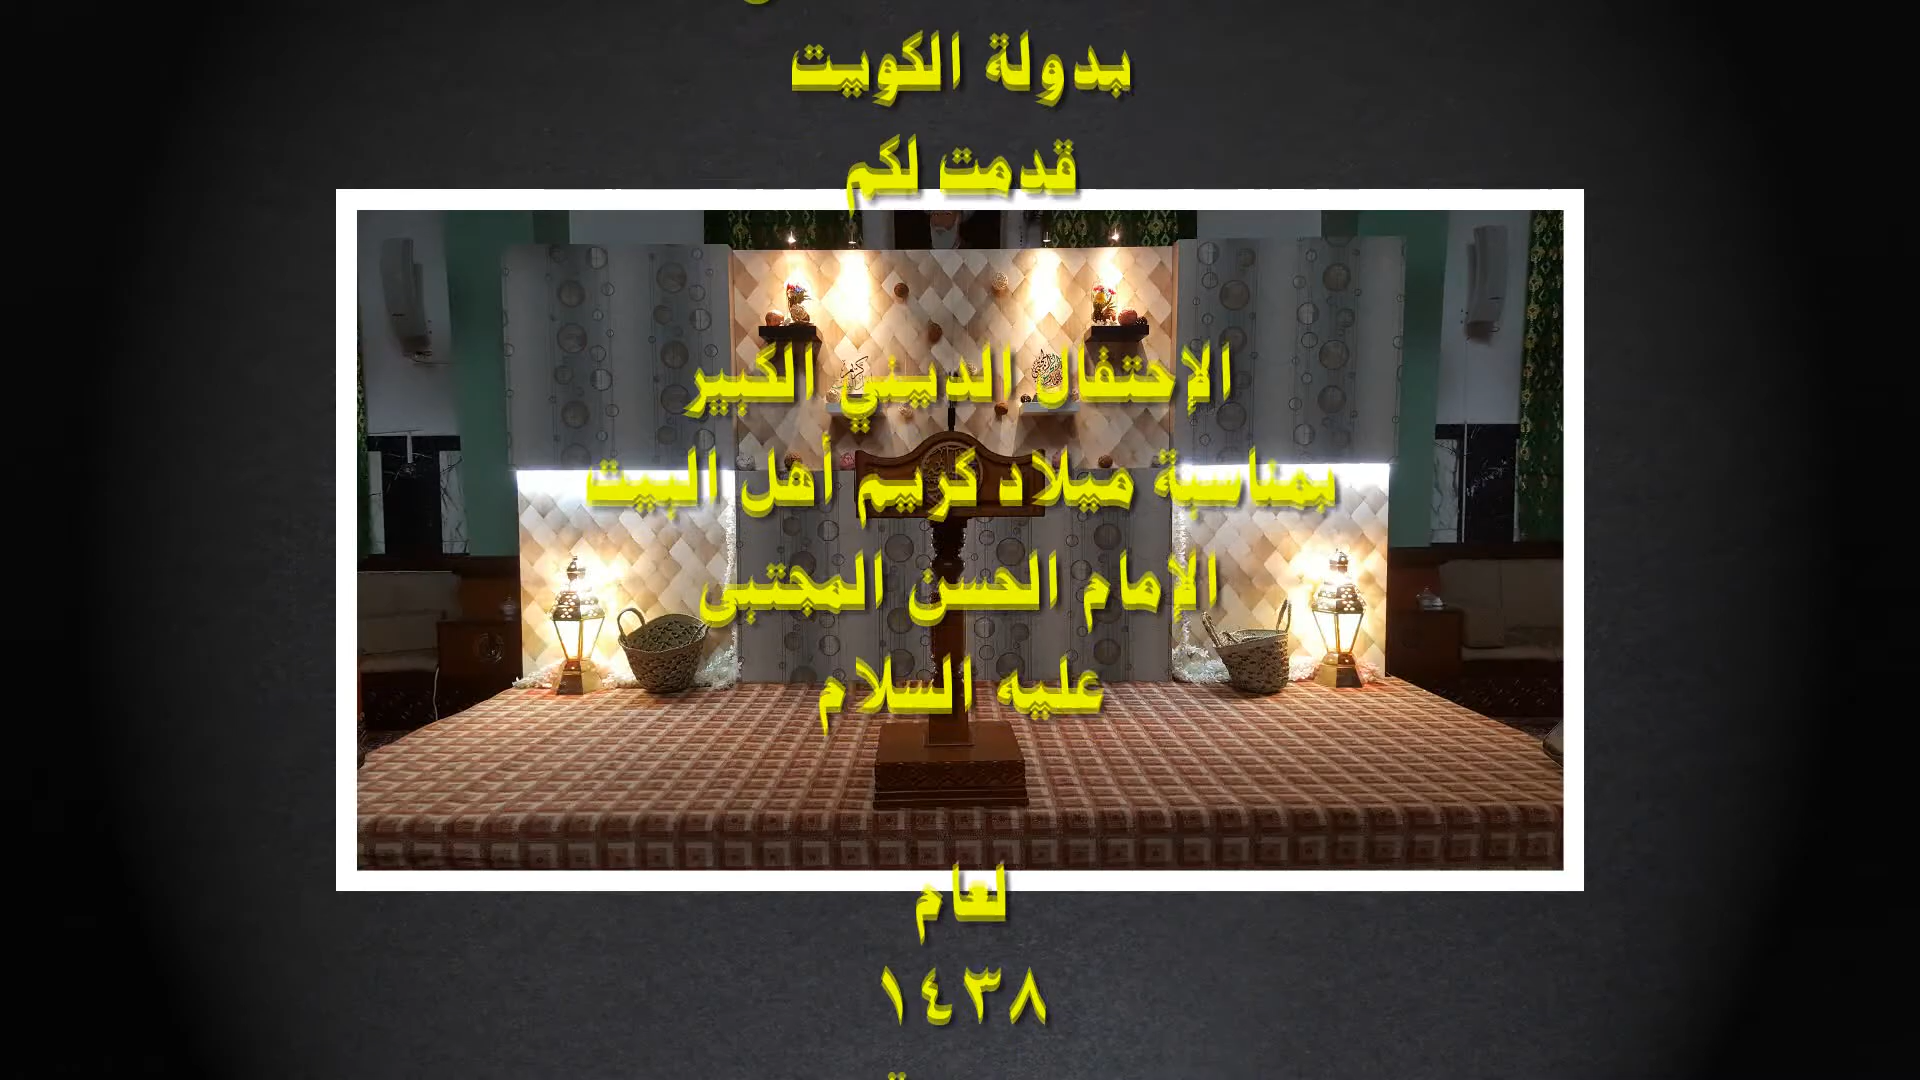 بدولة الكويت
قدمت لكم
الإحتفال الديني الكبير
بمناسبة ميلاد كريم أهل البيت
الإمام الحسن المجتبى
عليه السلام
لعام
١٤٣٨